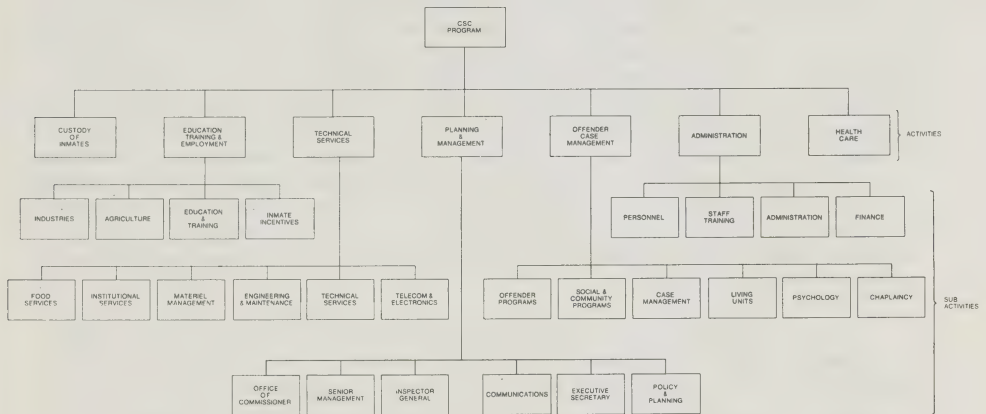 CSC
PROGRAM
CUSTODY
OF
INMATES
EDUCATION
TRAINING &
EMPLOYMENT
TECHNICAL
SERVICES
PLANNING
&
MANAGEMENT
OFFENDER
CASE
MANAGEMENT
ADMINISTRATION
HEALTH
CARE
ACTIVITIES
INDUSTRIES
AGRICULTURE
EDUCATION
&
TRAINING
INMATE
INCENTIVES
PERSONNEL
STAFF
TRAINING
ADMINISTRATION
FINANCE
FOOD
SERVICES
INSTITUTIONAL
SERVICES
MATERIEL
MANAGEMENT
ENGINEERING
& MAINTENANCE
TECHNICAL
SERVICES
TELECOM &
ELECTRONICS
OFFENDER
PROGRAMS
SOCIAL &
COMMUNITY
PROGRAMS
CASE
MANAGEMENT
LIVING
UNITS
PSYCHOLOGY
CHAPLAINCY
SUB
ACTIVITIES
OFFICE
OF
COMMISSIONER
SENIOR
MANAGEMENT
INSPECTOR
GENERAL
COMMUNICATIONS
EXECUTIVE
SECRETARY
POLICY
&
PLANNING